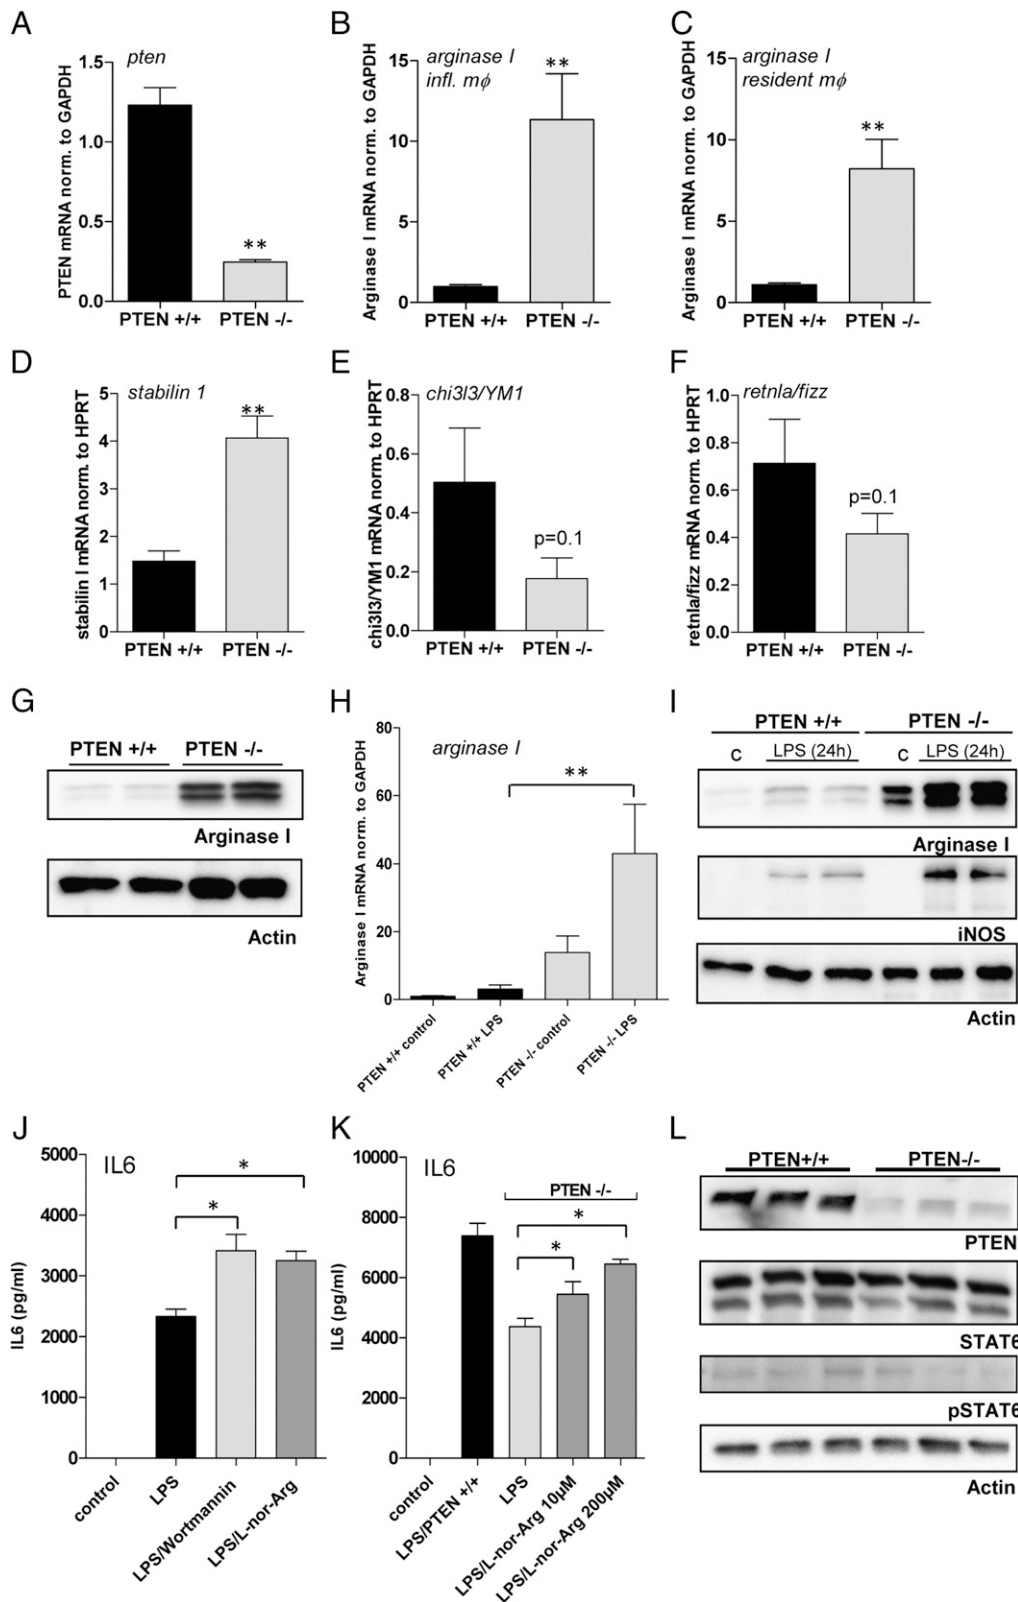 A
pten
PTEN mRNA norm. to GAPDH
1.5
1.0
0.5
0.0
**
PTEN +/+ PTEN -/-
B
arginase I
infl. mϕ
Arginase I mRNA norm. to GAPDH
15
10
5
0
**
PTEN +/+ PTEN -/-
C
arginase I
resident mϕ
Arginase I mRNA norm. to GAPDH
15
10
5
0
**
PTEN +/+ PTEN -/-
D
stabilin 1
stabilin I mRNA norm. to HPRT
5
4
3
2
1
0
**
PTEN +/+ PTEN -/-
E
chi3l3/YM1
chi3l3/YM1 mRNA norm. to HPRT
0.8
0.6
0.4
0.2
0.0
p=0.1
PTEN +/+ PTEN -/-
F
retnla/fizz
retnla/fizz mRNA norm. to HPRT
1.0
0.8
0.6
0.4
0.2
0.0
p=0.1
PTEN +/+ PTEN -/-
G
PTEN +/+ PTEN -/-
Arginase I
Actin
H
arginase I
Arginase I mRNA norm. to GAPDH
80
60
40
20
0
**
PTEN +/+ control
PTEN +/+ LPS
PTEN -/- control
PTEN -/- LPS
I
PTEN +/+ PTEN -/-
c LPS (24h) c LPS (24h)
Arginase I
iNOS
Actin
J
IL6
IL6 (pg/ml)
5000
4000
3000
2000
1000
0
*
*
control
LPS
LPS/Wortmannin
LPS/L-nor-Arg
K
IL6
IL6 (pg/ml)
10000
8000
6000
4000
2000
0
PTEN -/-
*
*
control
LPS/PTEN +/+
LPS
LPS/L-nor-Arg 10µM
LPS/L-nor-Arg 200µM
L
PTEN+/+ PTEN-/-
PTEN
STAT6
pSTAT6
Actin